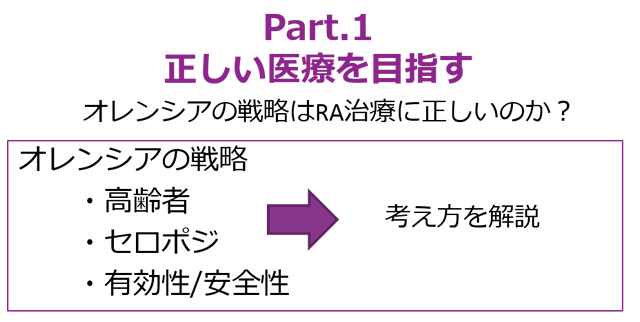 Part.1
正しい医療を目指す
オレンシアの戦略はRA治療に正しいのか？
オレンシアの戦略
・高齢者
・セロポジ
・有効性/安全性
考え方を解説